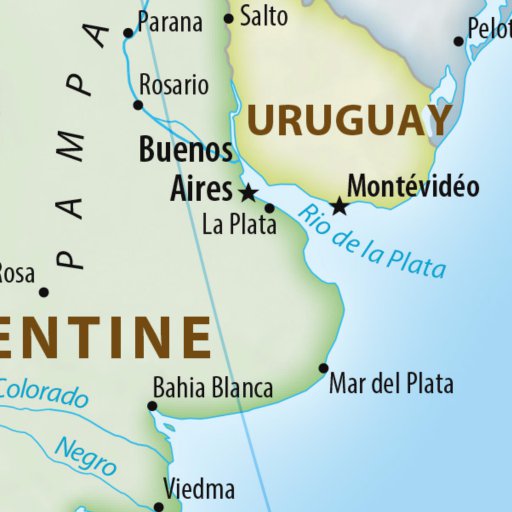 Parana
Salto
Pelot
Rosario
URUGUAY
PAMPA
Buenos
Aires
Montévidéo
La Plata
Rio de la Plata
Rosa
ENTINE
Colorado
Bahia Blanca
Mar del Plata
Negro
Viedma